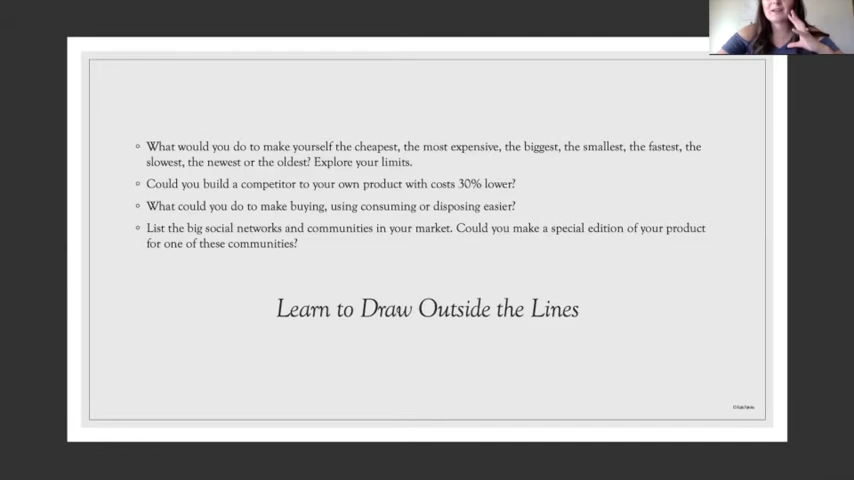 ◦ What would you do to make yourself the cheapest, the most expensive, the biggest, the smallest, the fastest, the
slowest, the newest or the oldest? Explore your limits.
◦ Could you build a competitor to your own product with costs 30% lower?
◦ What could you do to make buying, using consuming or disposing easier?
◦ List the big social networks and communities in your market. Could you make a special edition of your product
for one of these communities?
Learn to Draw Outside the Lines